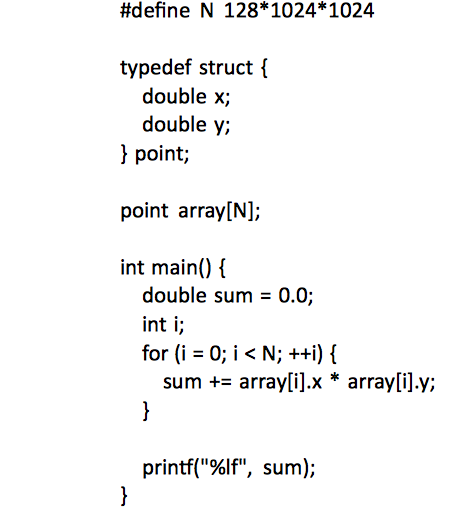 #define N 128*1024*1024
typedef struct {
double x;
double y;
} point;
point array[N];
int main() {
double sum = 0.0;
int i;
for (i = 0; i < N; ++i) {
sum += array[i].x * array[i].y;
}
printf("%lf", sum);
}